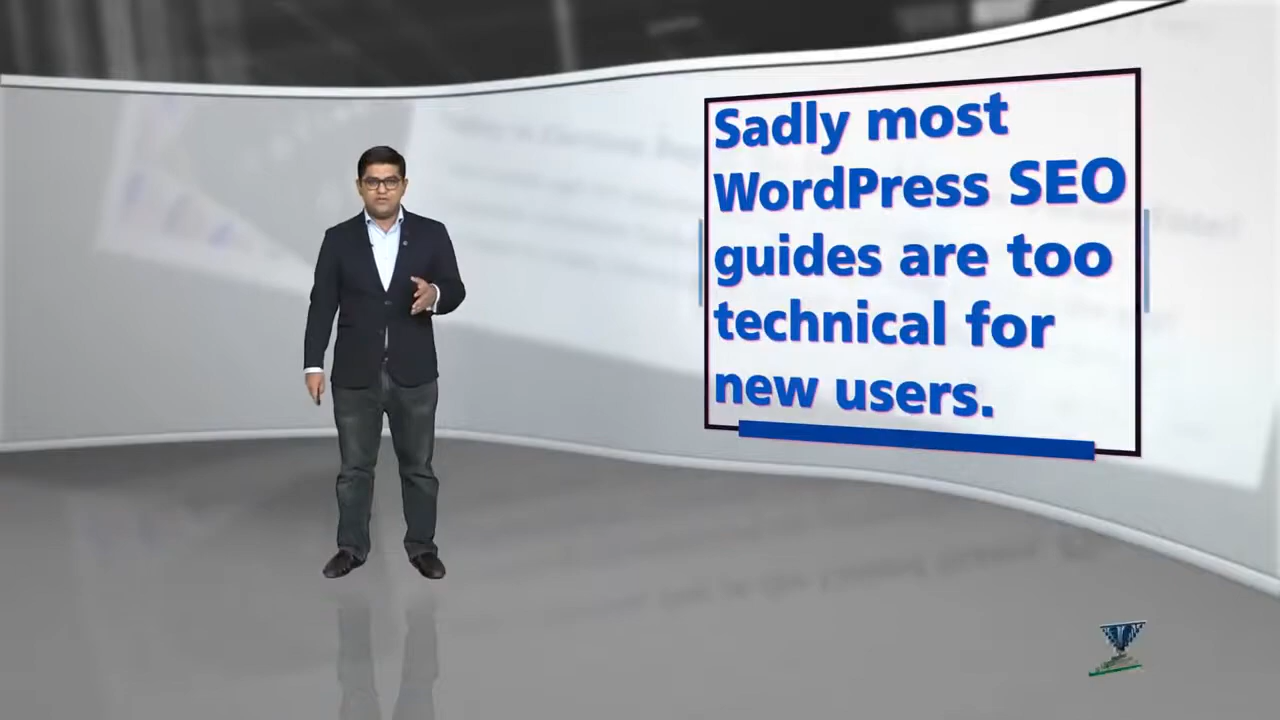 Sadly most
WordPress SEO
guides are too
technical for
new users.